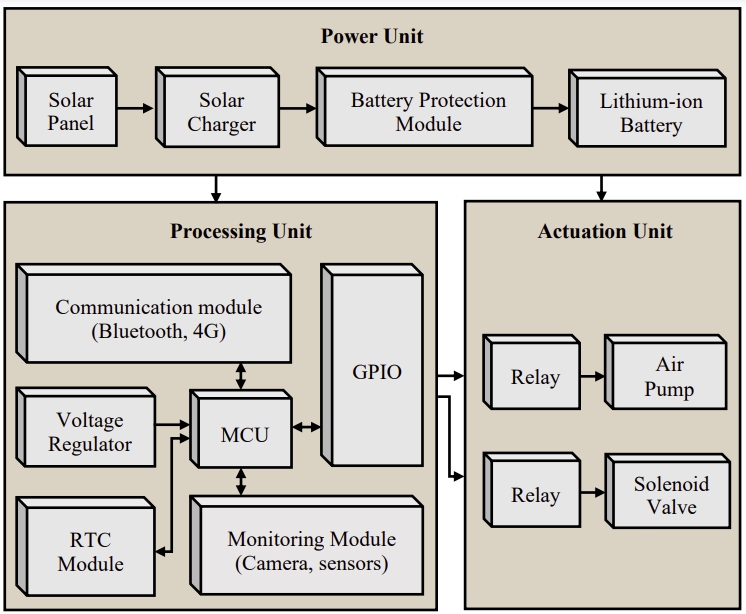 Power Unit
Solar
Panel
Solar
Charger
Battery Protection
Module
Lithium-ion
Battery
Processing Unit
Communication module
(Bluetooth, 4G)
GPIO
Voltage
Regulator
MCU
RTC
Module
Monitoring Module
(Camera, sensors)
Actuation Unit
Relay
Air
Pump
Relay
Solenoid
Valve